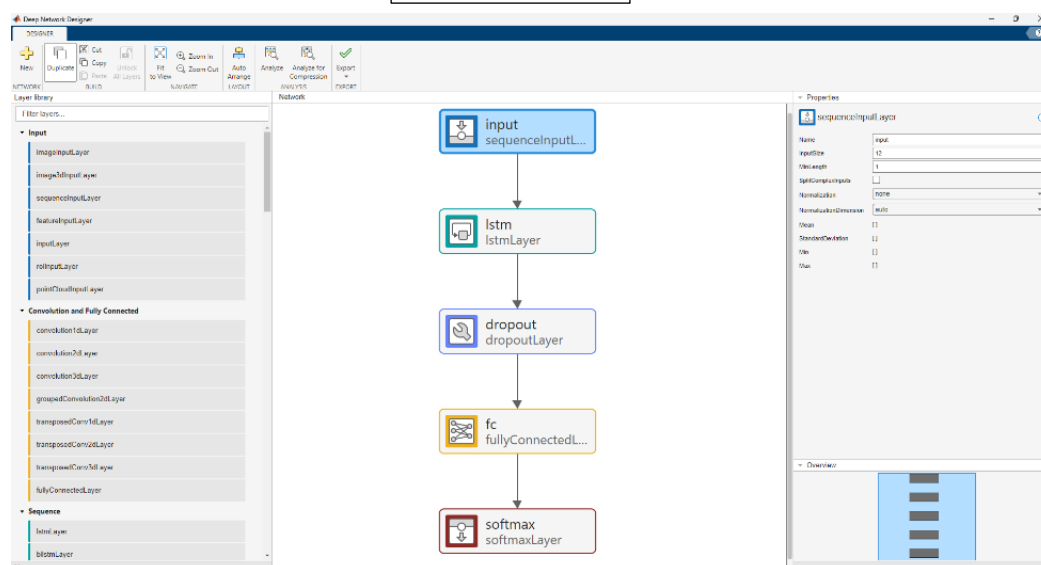 Deep Network Designer
DESIGNER
New
Duplicate
Cut
Copy
Paste
Unlock
All Layers
Fit
to View
Zoom In
Zoom Out
Auto
Arrange
Analyze
Analyze for
Compression
Export
NETWORK
BUILD
NAVIGATE
LAYOUT
ANALYSIS
EXPORT
Layer library
Filter layers...
Input
imageInputLayer
image3dInputLayer
sequenceInputLayer
featureInputLayer
inputLayer
roiInputLayer
pointCloudInputLayer
Convolution and Fully Connected
convolution1dLayer
convolution2dLayer
convolution3dLayer
groupedConvolution2dLayer
transposedConv1dLayer
transposedConv2dLayer
transposedConv3dLayer
fullyConnectedLayer
Sequence
lstmLayer
bilstmLayer
Network
input
sequenceInputL...
lstm
lstmLayer
dropout
dropoutLayer
fc
fullyConnectedL...
softmax
softmaxLayer
Properties
sequenceInputLayer
Name input
InputSize 12
MinLength 1
SplitComplexInputs
Normalization none
NormalizationDimension auto
Mean []
StandardDeviation []
Min []
Max []
Overview